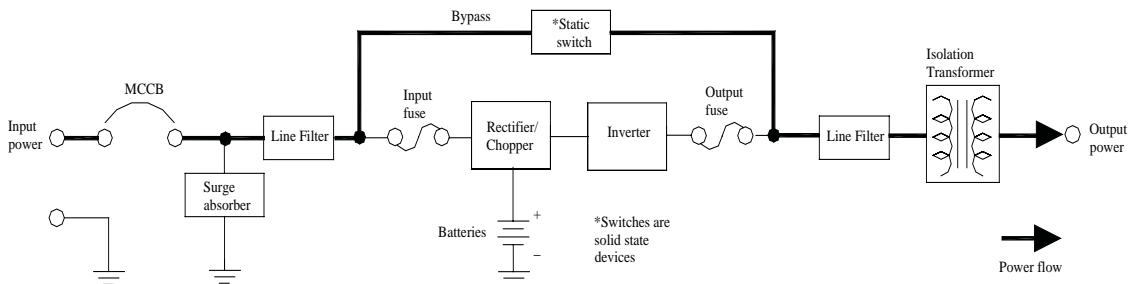 Bypass
*Static
switch
Isolation
Transformer
MCCB
Input
fuse
Output
fuse
Input
power
Line Filter
Rectifier/
Chopper
Inverter
Line Filter
Output
power
Surge
absorber
Batteries
+
–
*Switches are
solid state
devices
Power flow